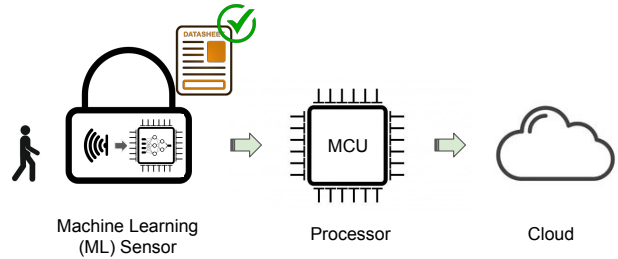 DATASHEET
MCU
Machine Learning
(ML) Sensor
Processor
Cloud